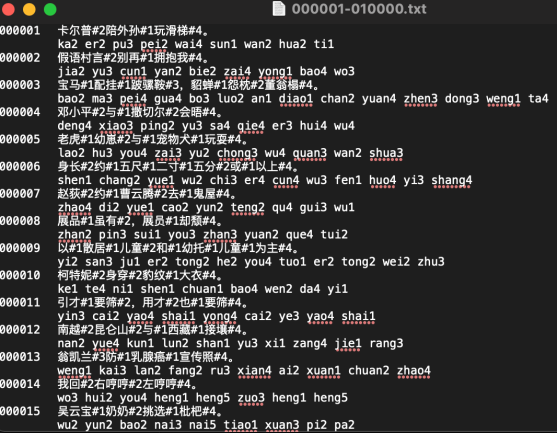 000001-010000.txt
000001 卡尔普#2陪外孙#1玩滑梯#4。
ka2 er2 pu3 pei2 wai4 sun1 wan2 hua2 ti1
000002 假语村言#2别再#1拥抱我#4。
jia2 yu3 cun1 yan2 bie2 zai4 yong1 bao4 wo3
000003 宝马#1配挂#1跛骡鞍#3，貂蝉#1怨枕#2董翁榻#4。
bao2 ma3 pei4 gua4 bo3 luo2 an1 diao1 chan2 yuan4 zhen3 dong3 weng1 ta4
000004 邓小平#2与#1撒切尔#2会晤#4。
deng4 xiao3 ping2 yu3 sa4 qie4 er3 hui4 wu4
000005 老虎#1幼崽#2与#1宠物犬#1玩耍#4。
lao2 hu3 you4 zai3 yu2 chong3 wu4 quan3 wan2 shua3
000006 身长#2约#1五尺#1二寸#1五分#2或#1以上#4。
shen1 chang2 yue1 wu2 chi3 er4 cun4 wu3 fen1 huo4 yi3 shang4
000007 赵荻#2约#1曹云腾#2去#1鬼屋#4。
zhao4 di2 yue1 cao2 yun2 teng2 qu4 gui3 wu1
000008 展品#1虽有#2，展员#1却颓#4。
zhan2 pin3 sui1 you3 zhan3 yuan2 que4 tui2
000009 以#1散居#1儿童#2和#1幼托#1儿童#1为主#4。
yi2 san3 ju1 er2 tong2 he2 you4 tuo1 er2 tong2 wei2 zhu3
000010 柯特妮#2身穿#2豹纹#1大衣#4。
ke1 te4 ni1 shen1 chuan1 bao4 wen2 da4 yi1
000011 引才#1要筛#2，用才#2也#1要筛#4。
yin3 cai2 yao4 shai1 yong4 cai2 ye3 yao4 shai1
000012 南越#2昆仑山#2与#1西藏#1接壤#4。
nan2 yue4 kun1 lun2 shan1 yu3 xi1 zang4 jie1 rang3
000013 翁凯兰#3防#1乳腺癌#1宣传照#4。
weng1 kai3 lan2 fang2 ru3 xian4 ai2 xuan1 chuan2 zhao4
000014 我回#2右哼哼#2左哼哼#4。
wo3 hui2 you4 heng1 heng5 zuo3 heng1 heng5
000015 吴云宝#1奶奶#2挑选#1枇杷#4。
wu2 yun2 bao2 nai3 nai5 tiao1 xuan3 pi2 pa2